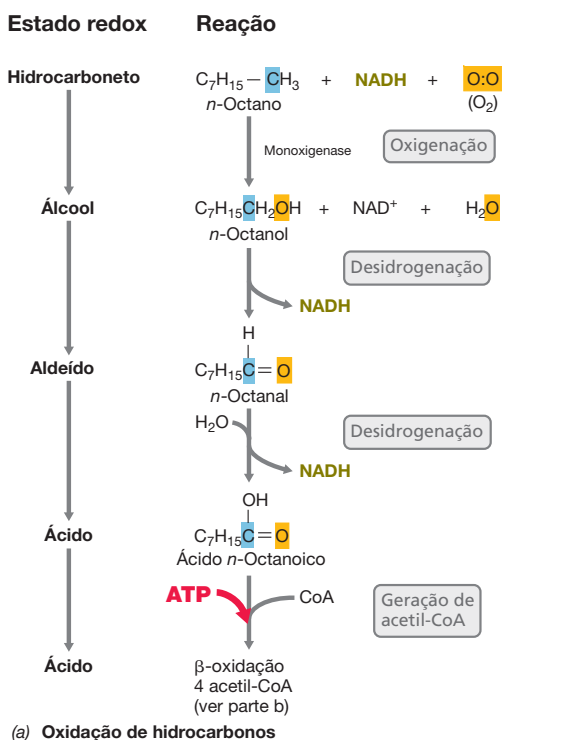 Estado redox Reação
Hidrocarboneto C₇H₁₅ — CH₃ + NADH + O:O
n-Octano (O₂)
Monoxigenase Oxigenação
Álcool C₇H₁₅CH₂OH + NAD⁺ + H₂O
n-Octanol
Desidrogenação
NADH
H
Aldeído C₇H₁₅C=O
n-Octanal
H₂O Desidrogenação
NADH
OH
Ácido C₇H₁₅C=O
Ácido n-Octanoico
ATP CoA Geração de
acetil-CoA
Ácido β-oxidação
4 acetil-CoA
(ver parte b)
(a) Oxidação de hidrocarbonos